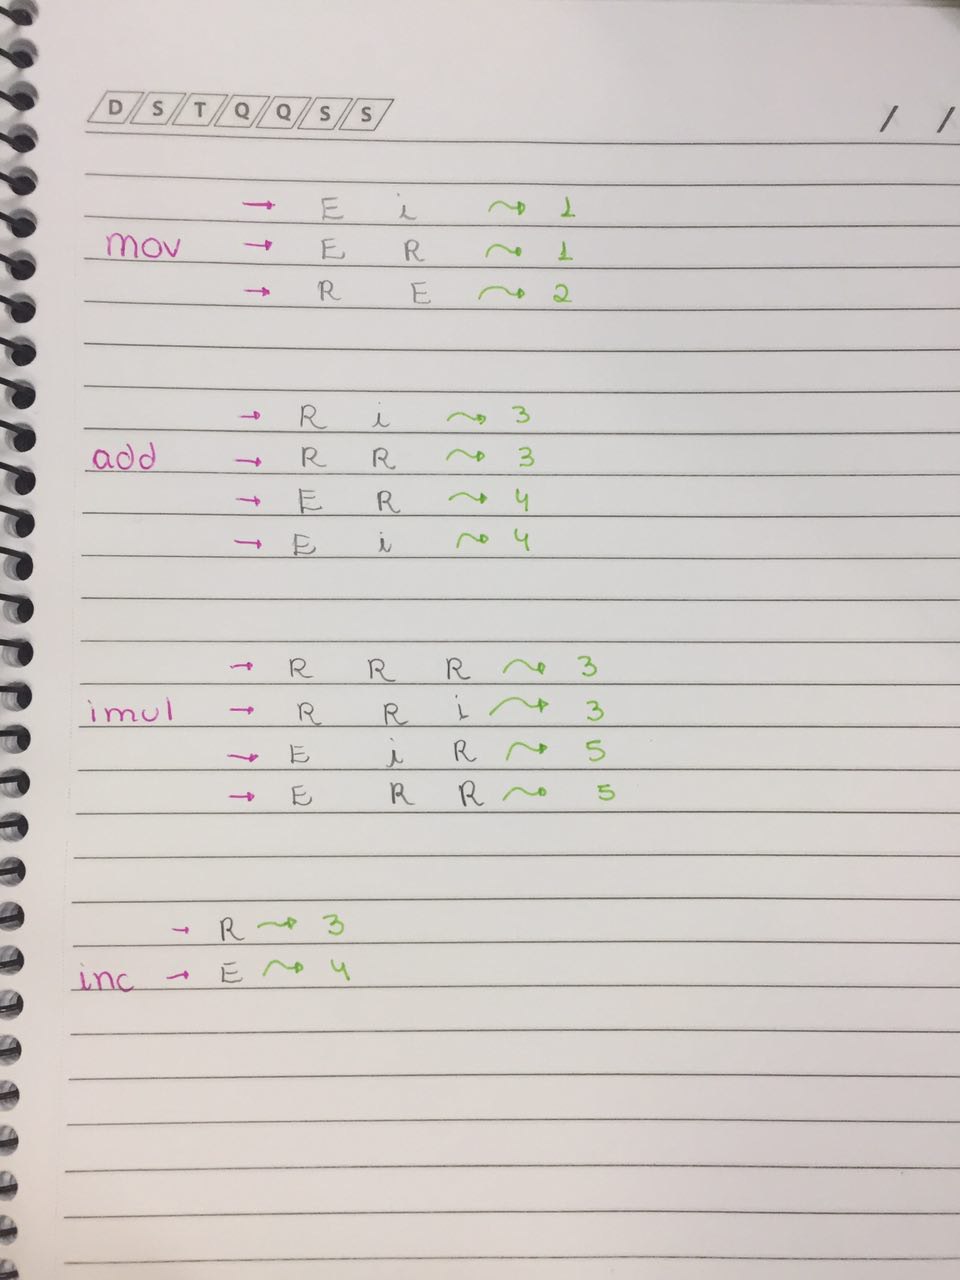 D S T Q Q S S / /
→ E i ⤳ 1
mov → E R ⤳ 1
→ R E ⤳ 2
→ R i ⤳ 3
add → R R ⤳ 3
→ E R ⤳ 4
→ E i ⤳ 4
→ R R R ⤳ 3
imul → R R i ⤳ 3
→ E i R ⤳ 5
→ E R R ⤳ 5
→ R ⤳ 3
inc → E ⤳ 4